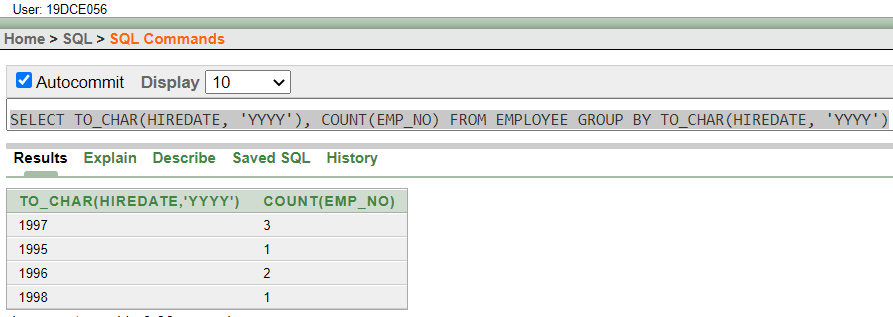 User: 19DCE056
Home > SQL > SQL Commands
Autocommit Display 10
SELECT TO_CHAR(HIREDATE, 'YYYY'), COUNT(EMP_NO) FROM EMPLOYEE GROUP BY TO_CHAR(HIREDATE, 'YYYY')
Results Explain Describe Saved SQL History
TO_CHAR(HIREDATE,'YYYY') COUNT(EMP_NO)
1997 3
1995 1
1996 2
1998 1